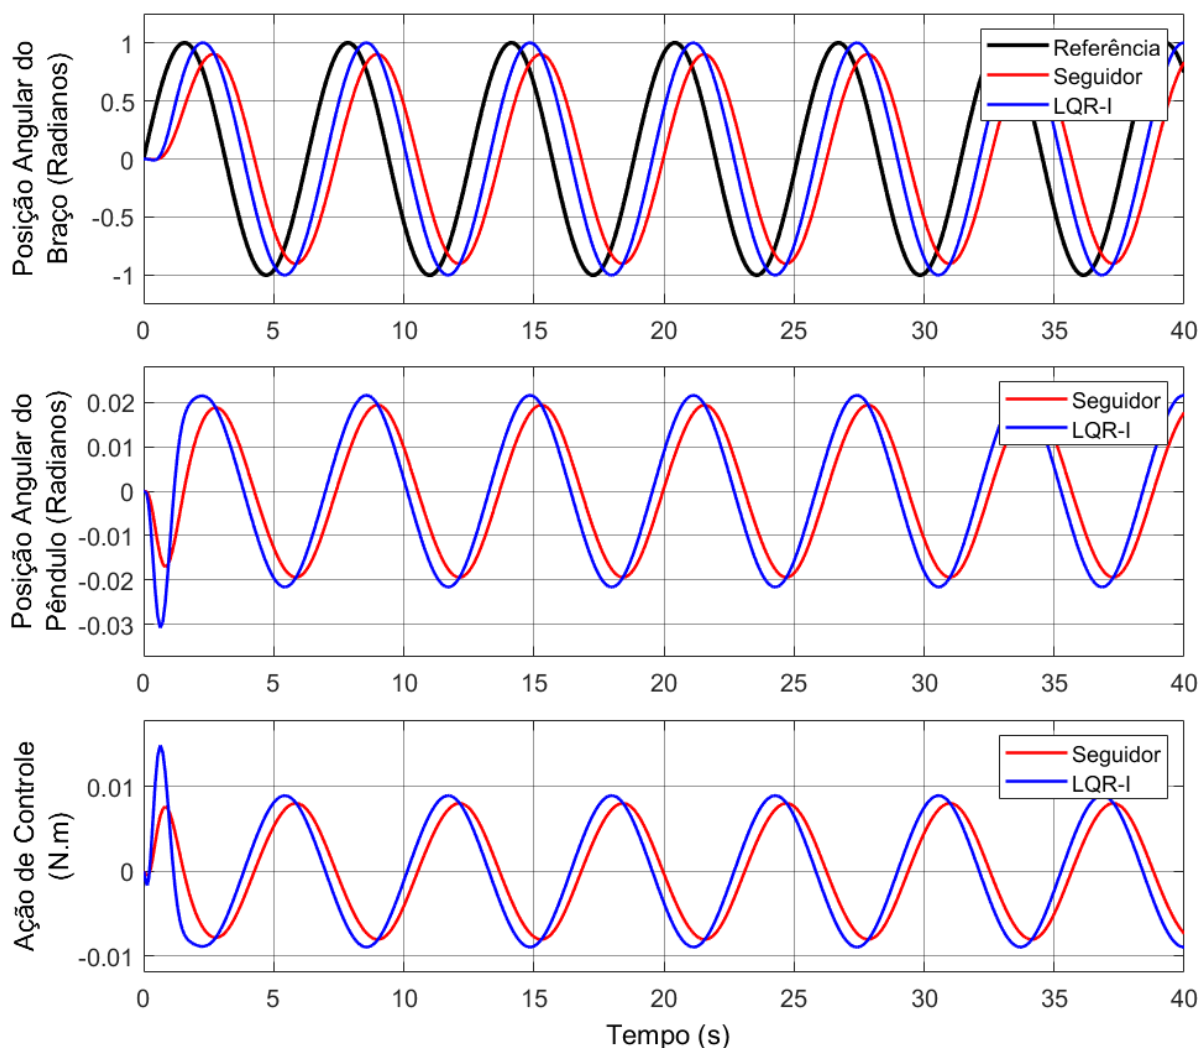 Posição Angular do
Braço (Radianos)
1
0.5
0
-0.5
-1
Referência
Seguidor
LQR-I
0 5 10 15 20 25 30 35 40
Posição Angular do
Pêndulo (Radianos)
0.02
0.01
0
-0.01
-0.02
-0.03
Seguidor
LQR-I
0 5 10 15 20 25 30 35 40
Ação de Controle
(N.m)
0.01
0
-0.01
Seguidor
LQR-I
0 5 10 15 20 25 30 35 40
Tempo (s)